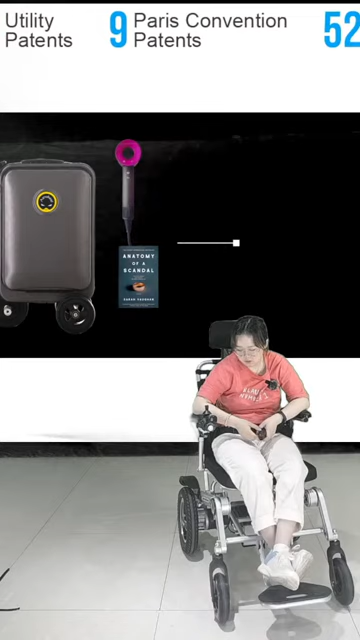 Utility
Patents
9
Paris Convention
Patents
52
ANATOMY
OF A
SCANDAL
SARAH VAUGHAN